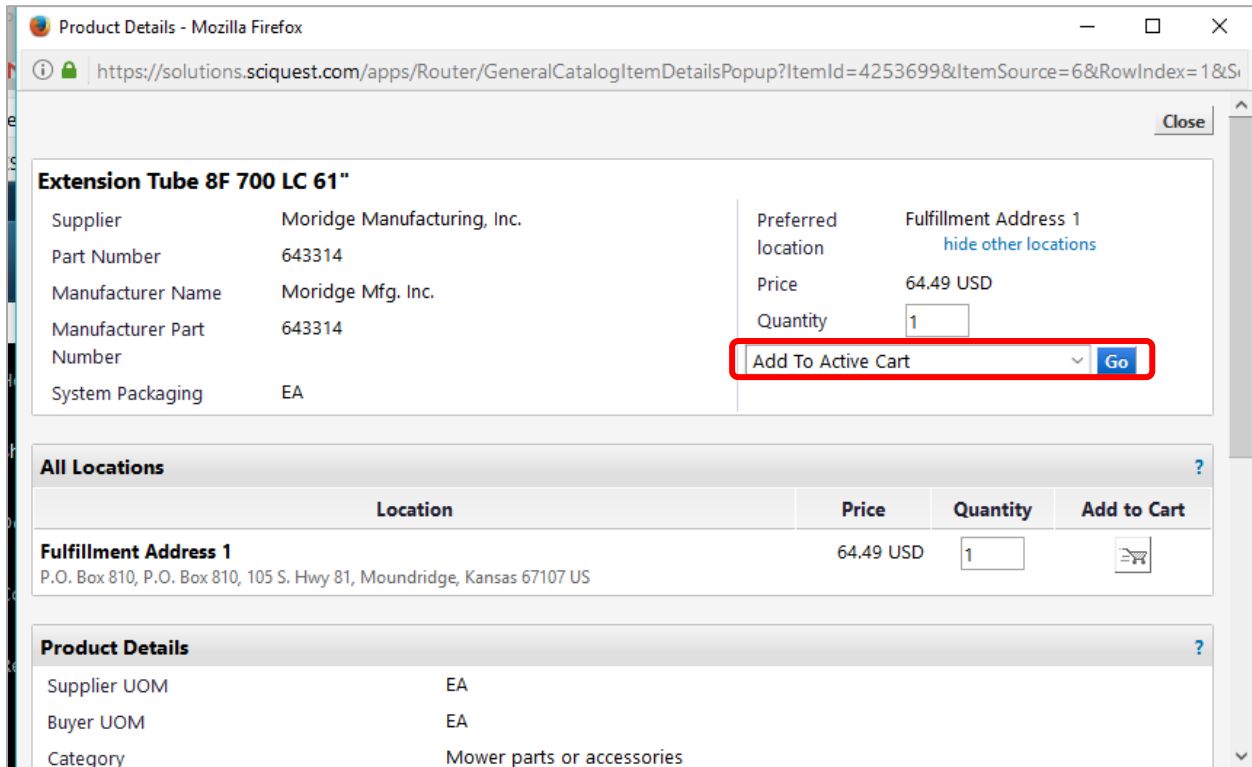 Product Details - Mozilla Firefox
https://solutions.sciquest.com/apps/Router/GeneralCatalogItemDetailsPopup?ItemId=4253699&ItemSource=6&RowIndex=1&S
Close
Extension Tube 8F 700 LC 61"
Supplier Moridge Manufacturing, Inc.
Part Number 643314
Manufacturer Name Moridge Mfg. Inc.
Manufacturer Part 643314
Number
System Packaging EA
Preferred Fulfillment Address 1
location hide other locations
Price 64.49 USD
Quantity 1
Add To Active Cart Go
All Locations ?
Location Price Quantity Add to Cart
Fulfillment Address 1 64.49 USD 1
P.O. Box 810, P.O. Box 810, 105 S. Hwy 81, Moundridge, Kansas 67107 US
Product Details ?
Supplier UOM EA
Buyer UOM EA
Category Mower parts or accessories